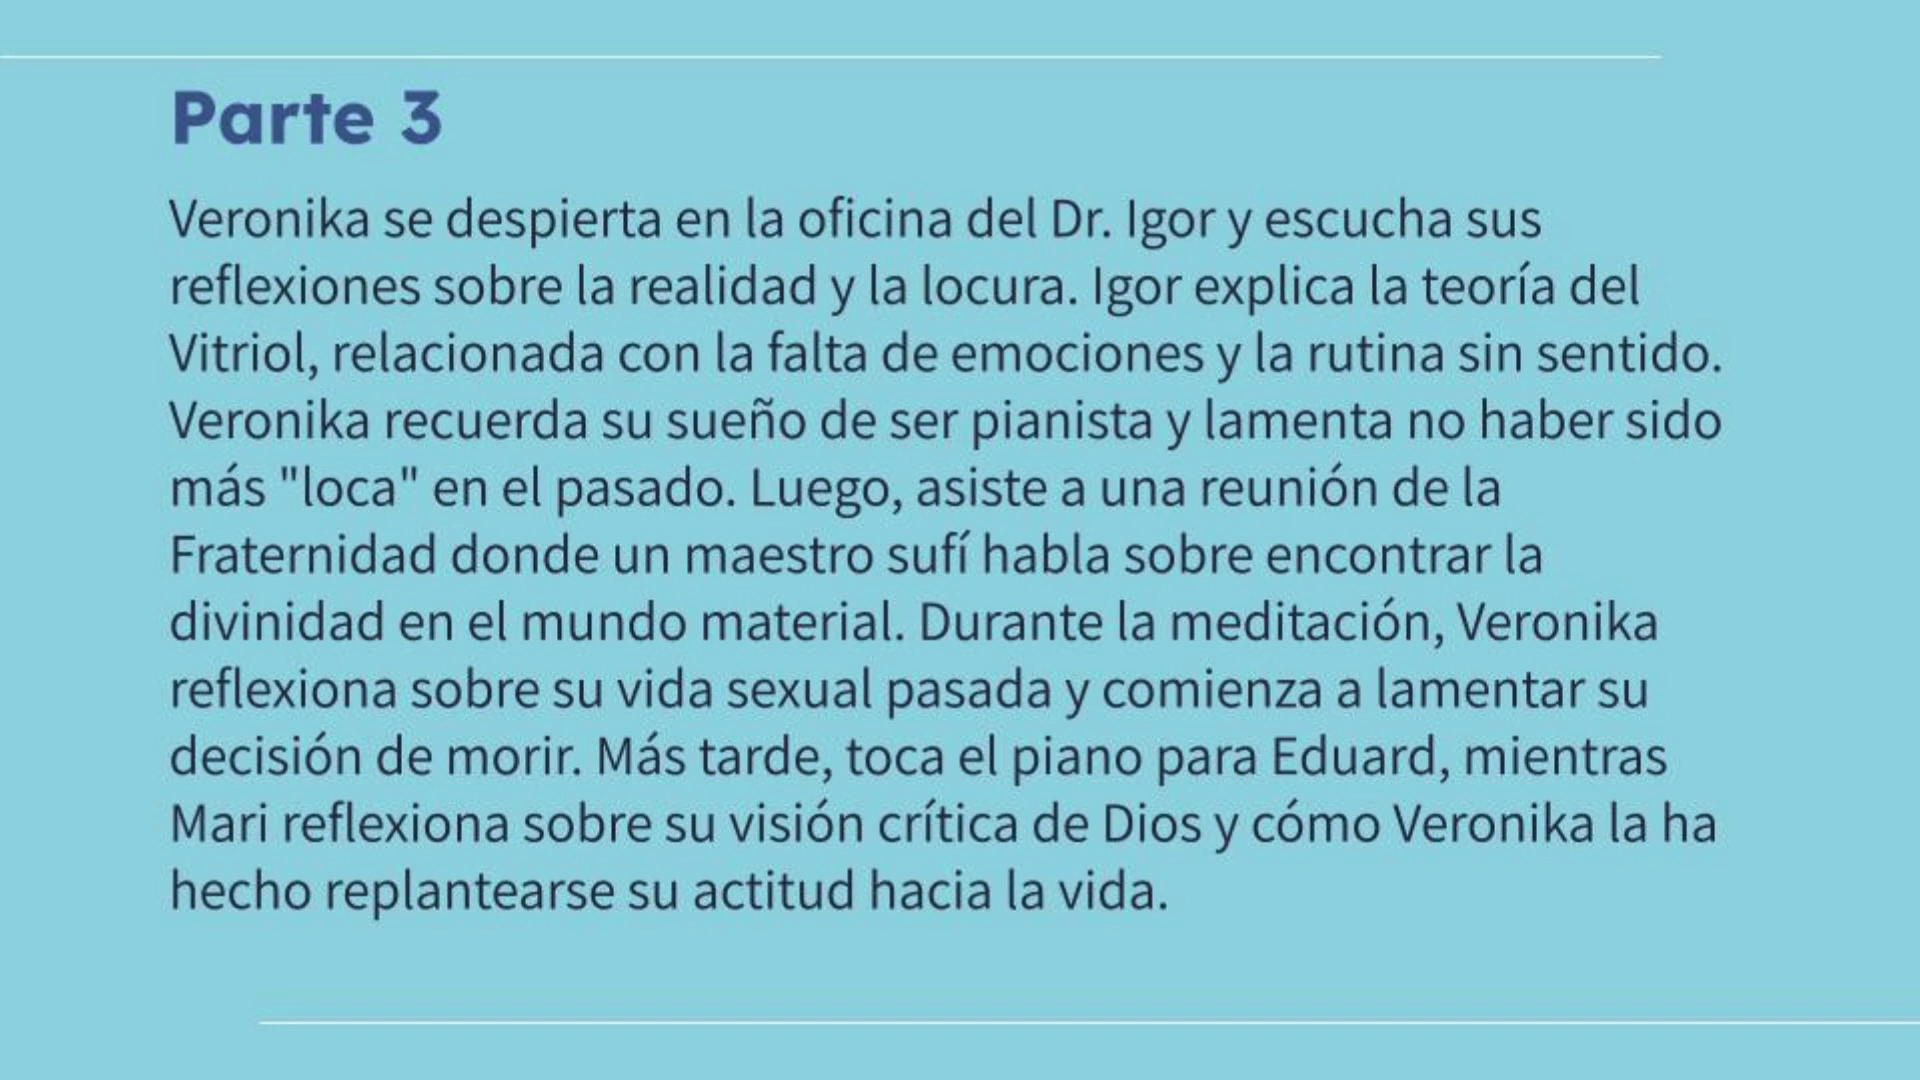 Parte 3
Veronika se despierta en la oficina del Dr. Igor y escucha sus
reflexiones sobre la realidad y la locura. Igor explica la teoría del
Vitriol, relacionada con la falta de emociones y la rutina sin sentido.
Veronika recuerda su sueño de ser pianista y lamenta no haber sido
más "loca" en el pasado. Luego, asiste a una reunión de la
Fraternidad donde un maestro sufí habla sobre encontrar la
divinidad en el mundo material. Durante la meditación, Veronika
reflexiona sobre su vida sexual pasada y comienza a lamentar su
decisión de morir. Más tarde, toca el piano para Eduard, mientras
Mari reflexiona sobre su visión crítica de Dios y cómo Veronika la ha
hecho replantearse su actitud hacia la vida.